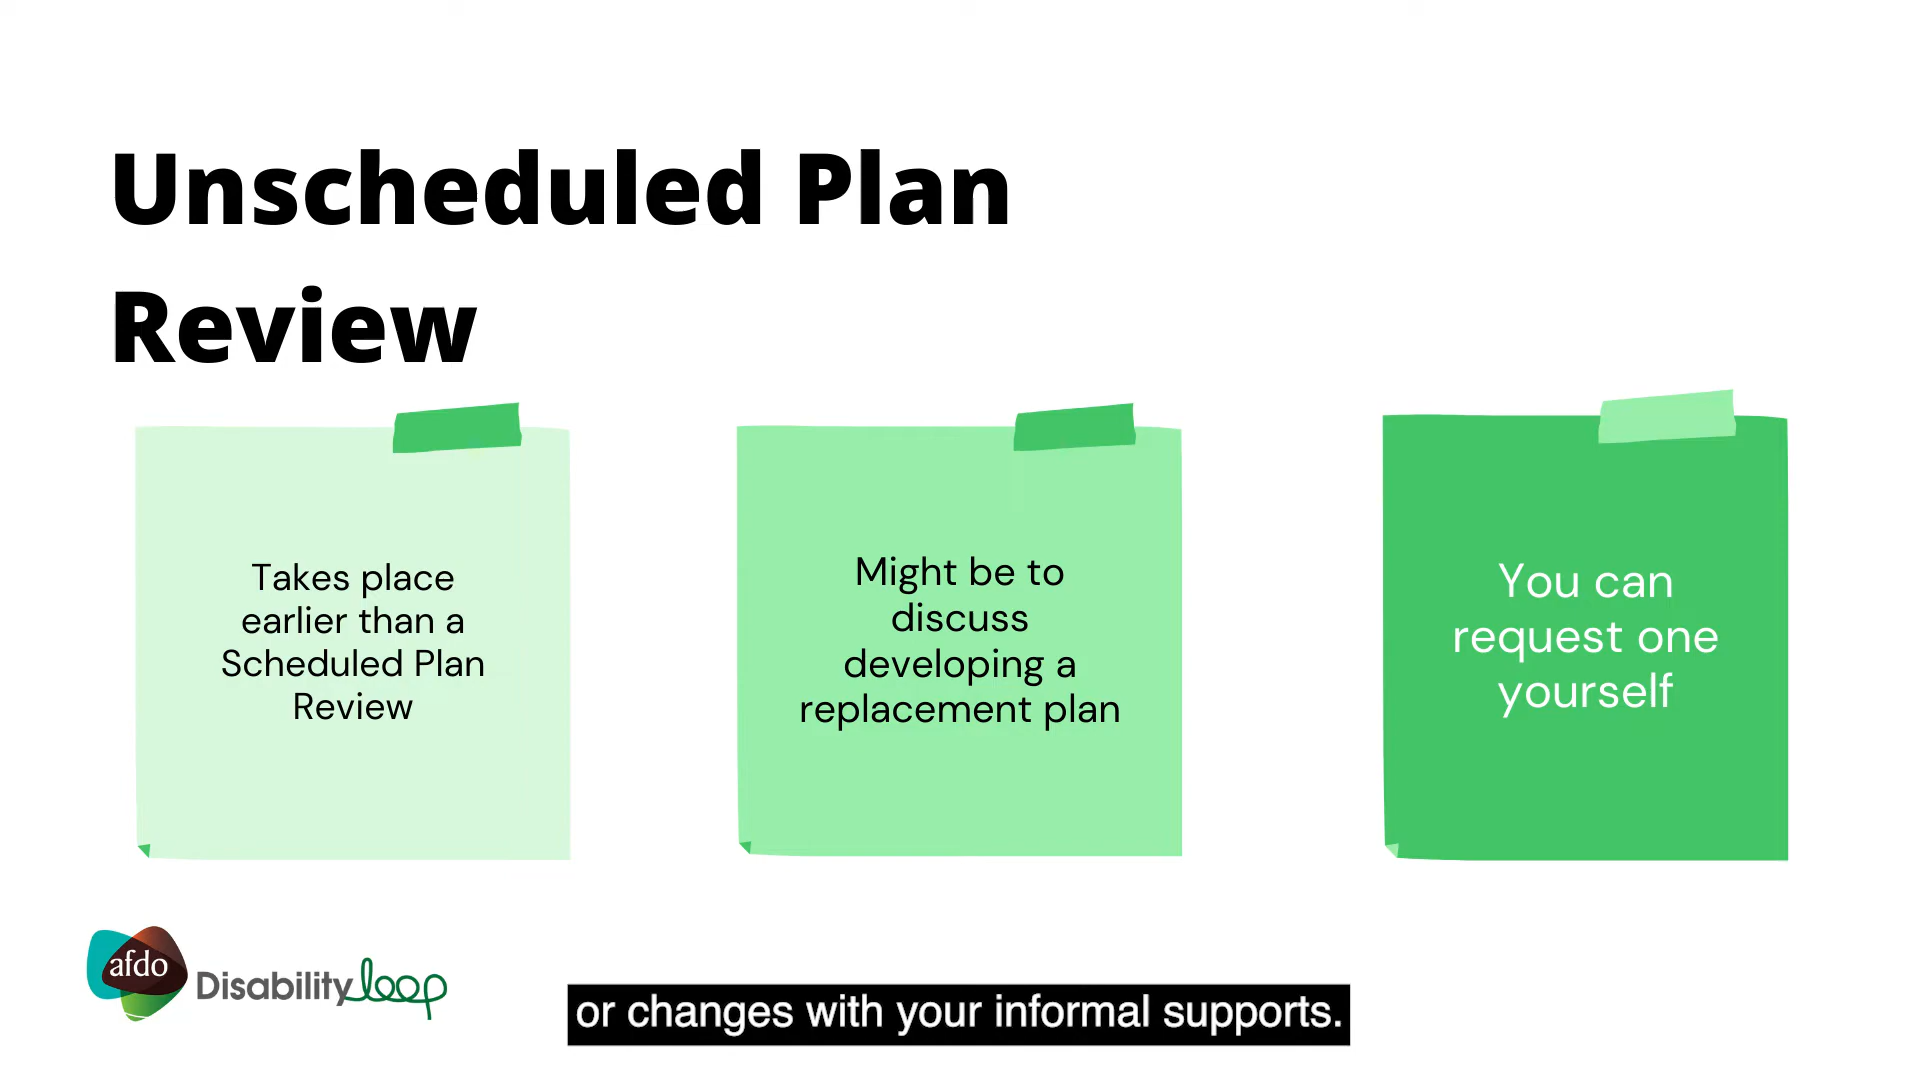 Unscheduled Plan
Review
Takes place
earlier than a
Scheduled Plan
Review
Might be to
discuss
developing a
replacement plan
You can
request one
yourself
afdo
Disability loop
or changes with your informal supports.